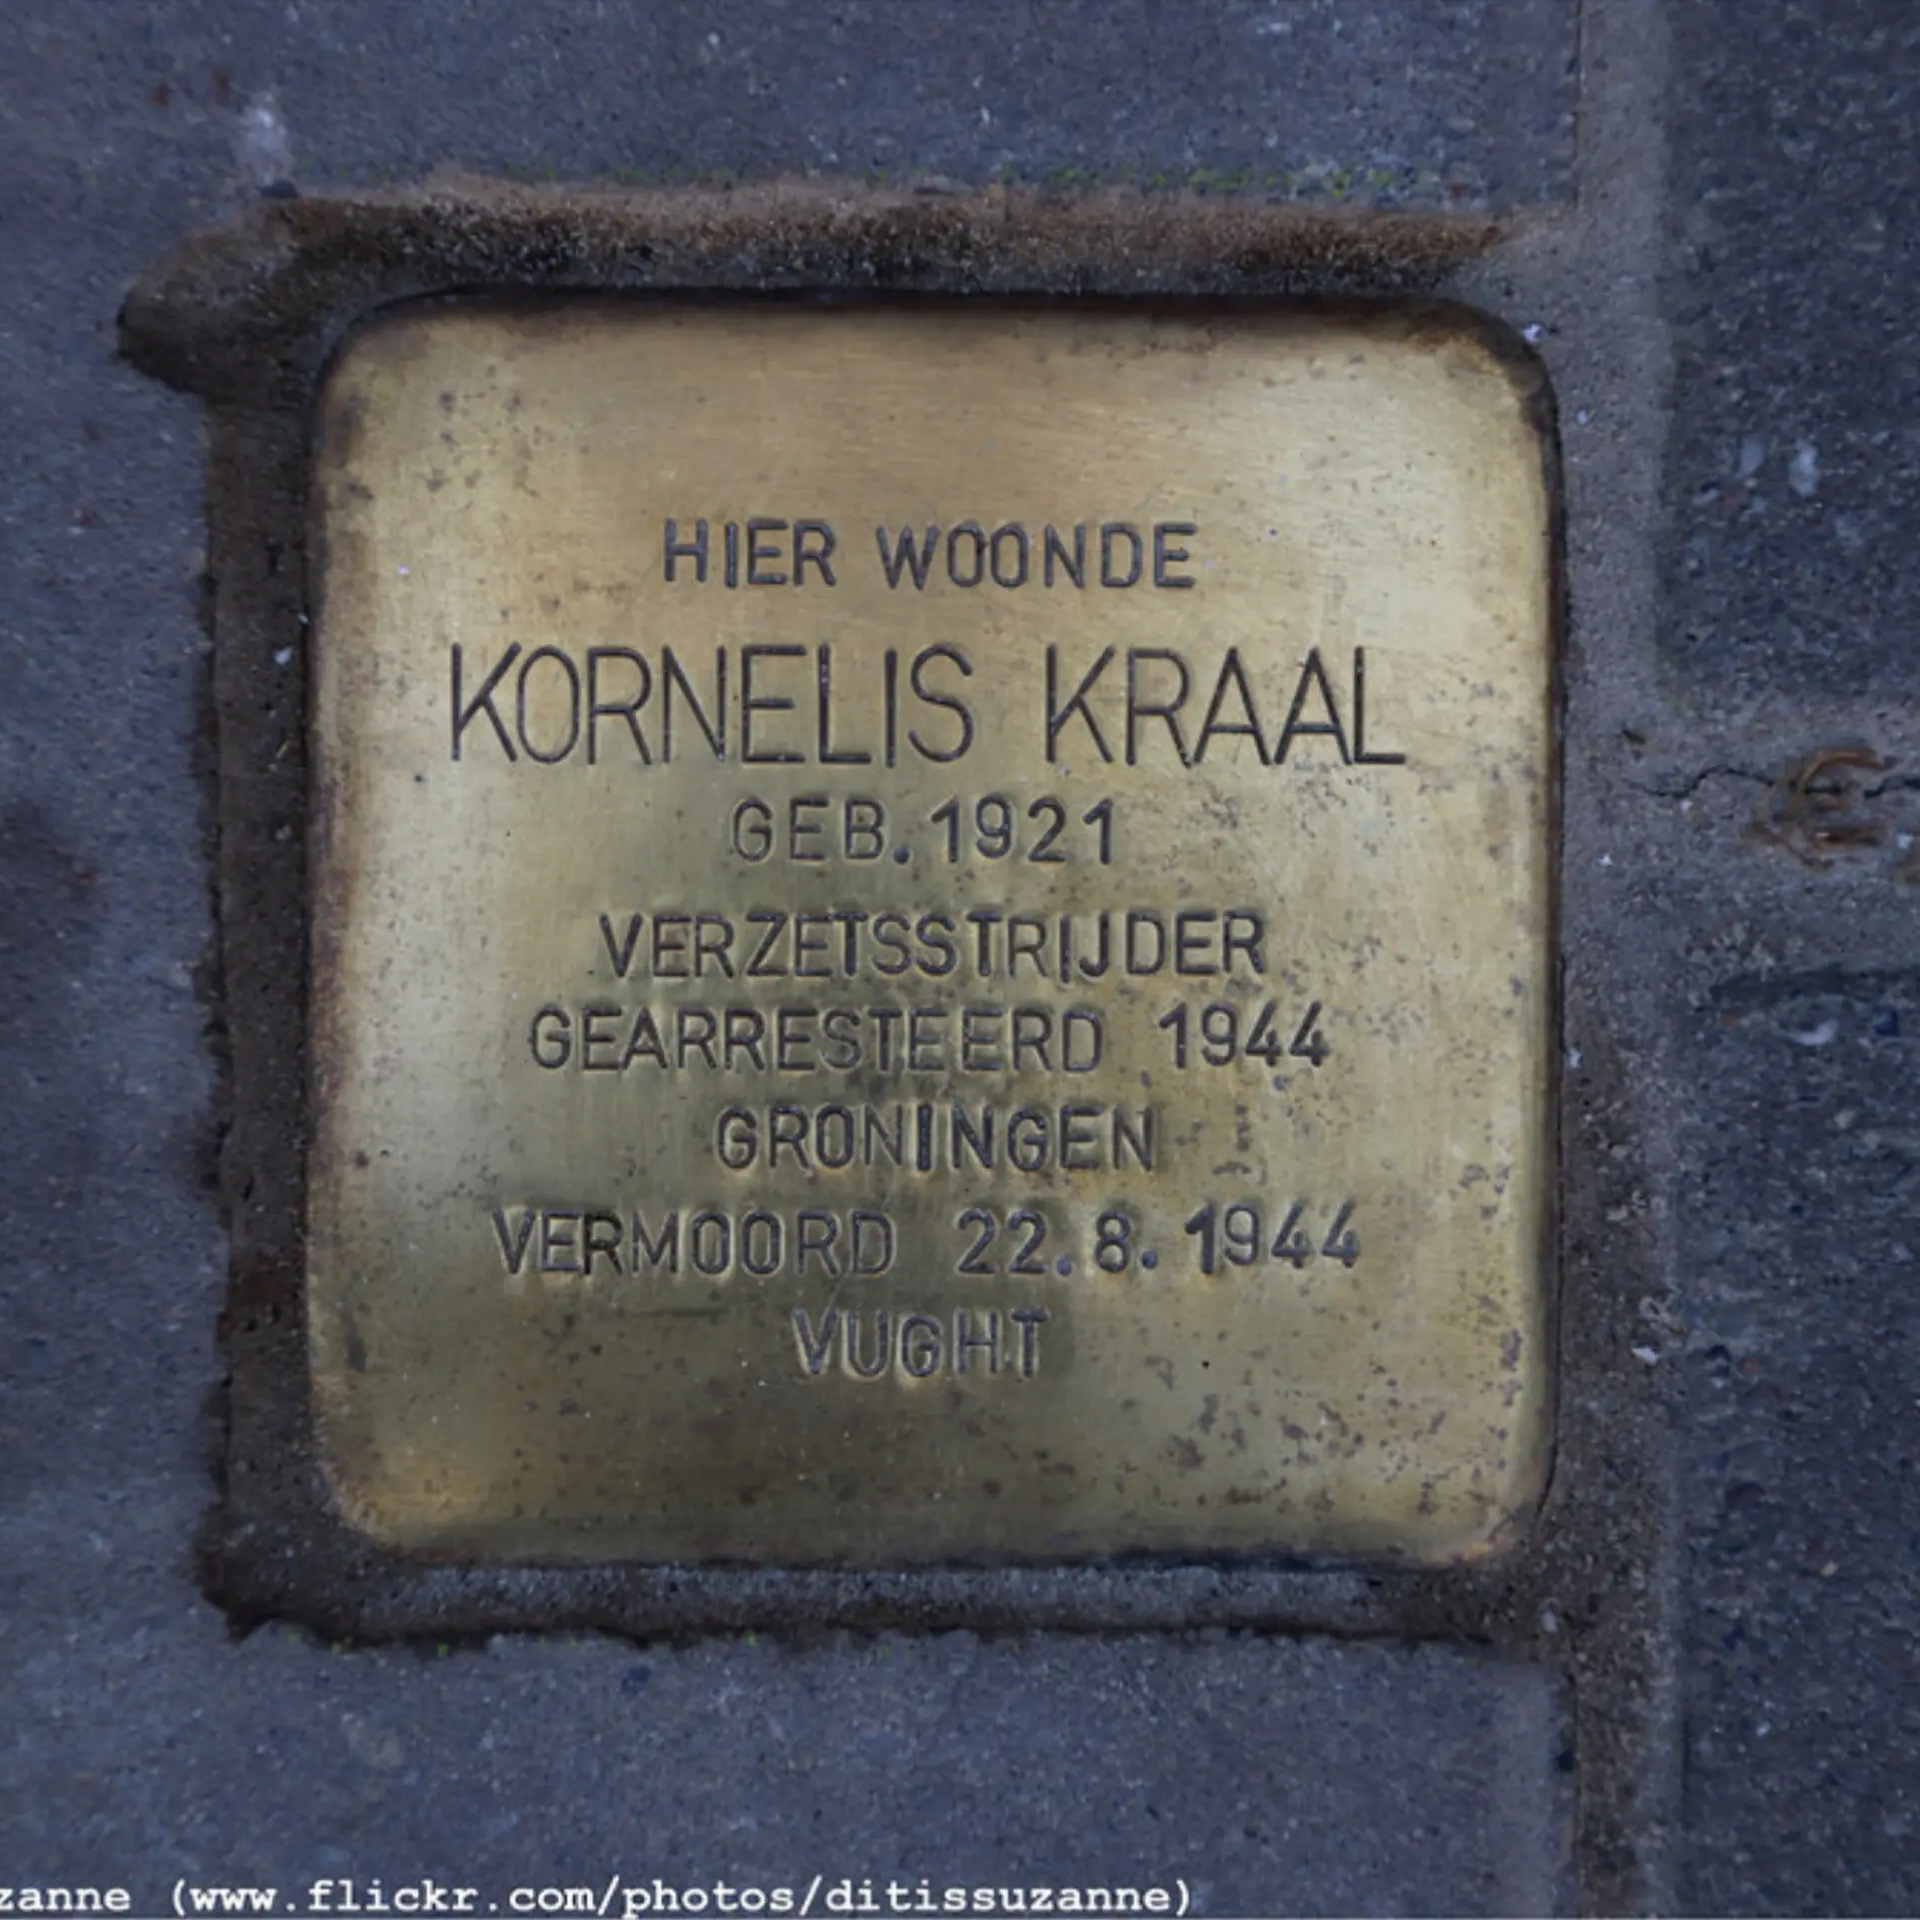 HIER WOONDE
KORNELIS KRAAL
GEB.1921
VERZETSSTRIJDER
GEARRESTEERD 1944
GRONINGEN
VERMOORD 22.8.1944
VUGHT
zanne (www.flickr.com/photos/ditissuzanne)